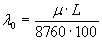 λ₀ = μ · L / 8760 · 100